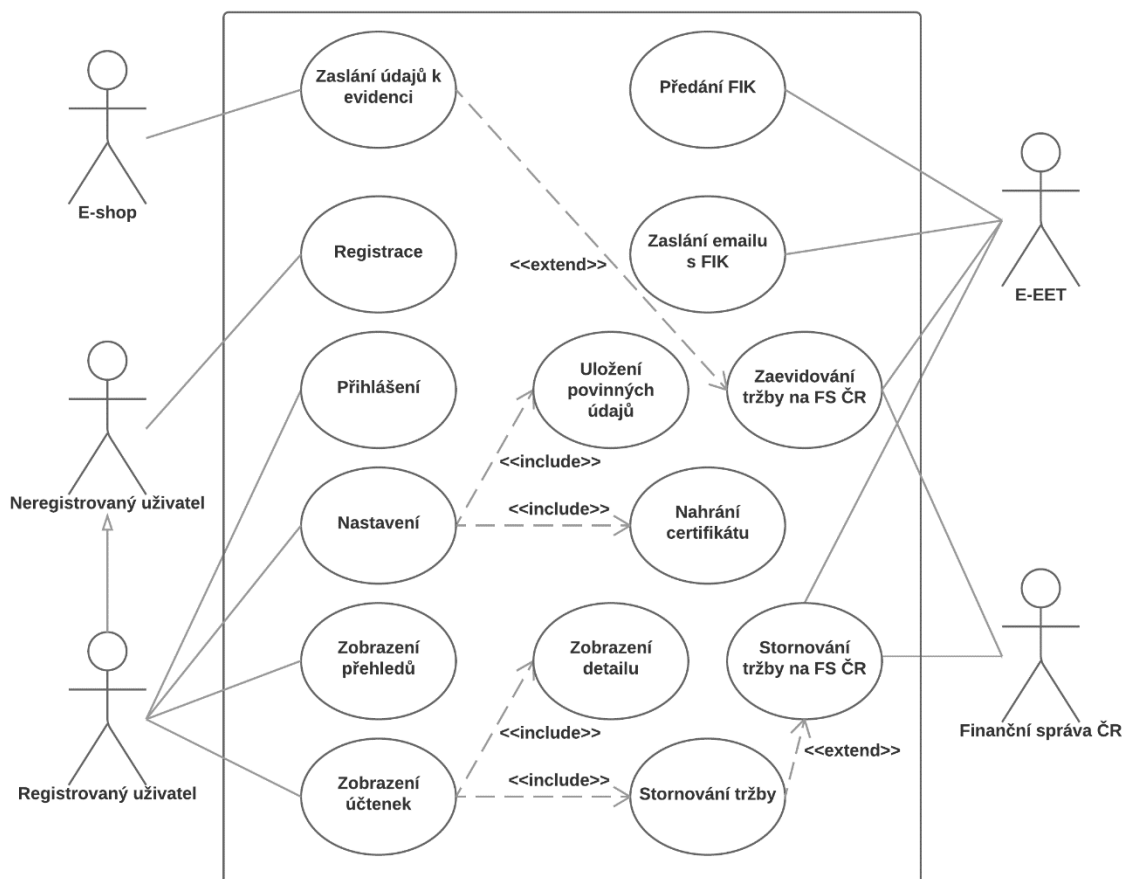 Zaslání údajů k
evidenci
Předání FIK
E-shop
Registrace
Zaslání emailu
s FIK
<<extend>>
E-EET
Přihlášení
Uložení
povinných
údajů
Zaevidování
tržby na FS ČR
<<include>>
Neregistrovaný uživatel
Nastavení
<<include>>
Nahrání
certifikátu
Zobrazení
přehledů
Zobrazení
detailu
Stornování
tržby na FS ČR
<<include>>
Finanční správa ČR
<<extend>>
Registrovaný uživatel
Zobrazení
účtenek
<<include>>
Stornování tržby